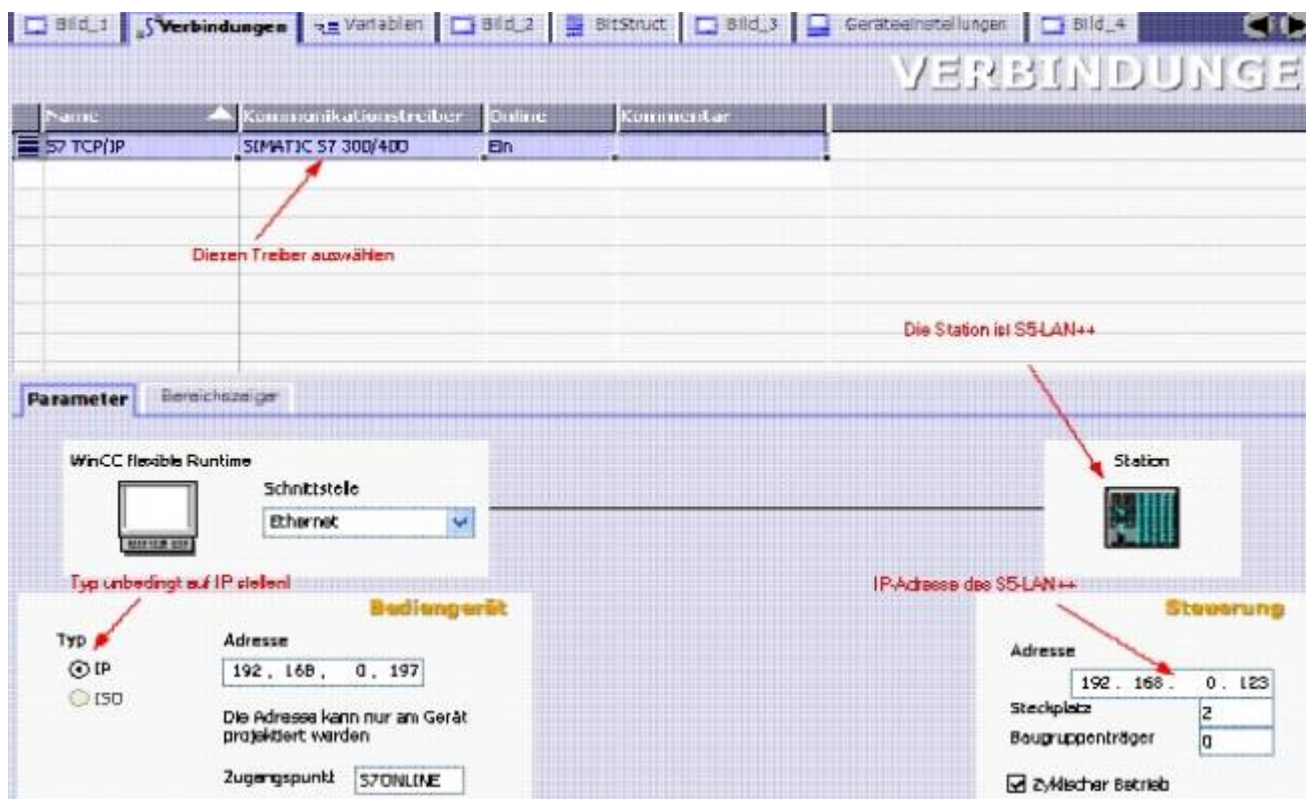 Bild_1 Verbindungen Variablen Bild_2 BitStruct Bild_3 Geräteeinstellungen Bild_4
VERBINDUNGE
Name Kommunikationstreiber Online Kommentar
S7 TCP/IP SIMATIC S7 300/400 Ein
Diesen Treiber auswählen
Die Station ist S5-LAN++
Parameter Bereichszeiger
WinCC flexible Runtime
Station
Schnittstelle
Ethernet
Typ unbedingt auf IP stellen!
IP-Adresse des S5-LAN++
Bediengerät
Steuerung
Typ
Adresse
Adresse
IP
192 . 168 . 0 . 197
192 . 168 . 0 . 123
ISO
Steckplatz 2
Die Adresse kann nur am Gerät
projektiert werden
Baugruppenträger 0
Zugangspunkt S7ONLINE
Zyklischer Betrieb